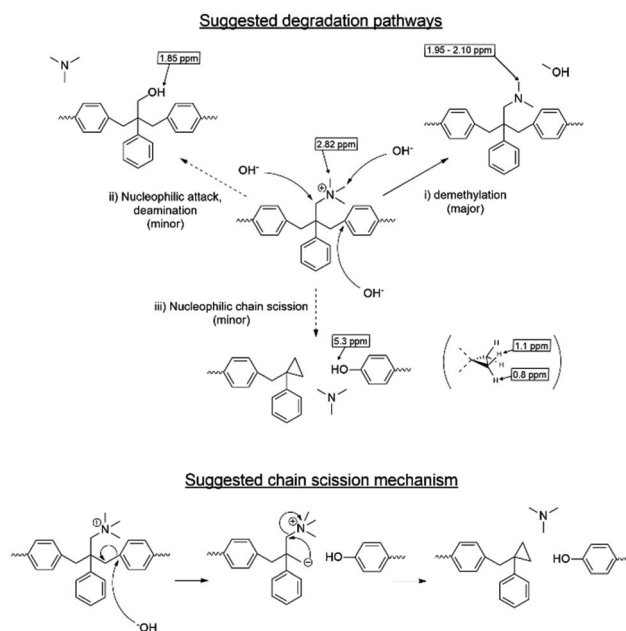 Suggested degradation pathways
N
1.85 ppm
OH
1.95 - 2.10 ppm
OH
N
2.82 ppm
OH-
OH-
N
ii) Nucleophilic attack,
deamination
(minor)
i) demethylation
(major)
OH-
iii) Nucleophilic chain scission
(minor)
5.3 ppm
HO
N
H
H
H
H
1.1 ppm
0.8 ppm
Suggested chain scission mechanism
N
N
N
HO
HO
-OH